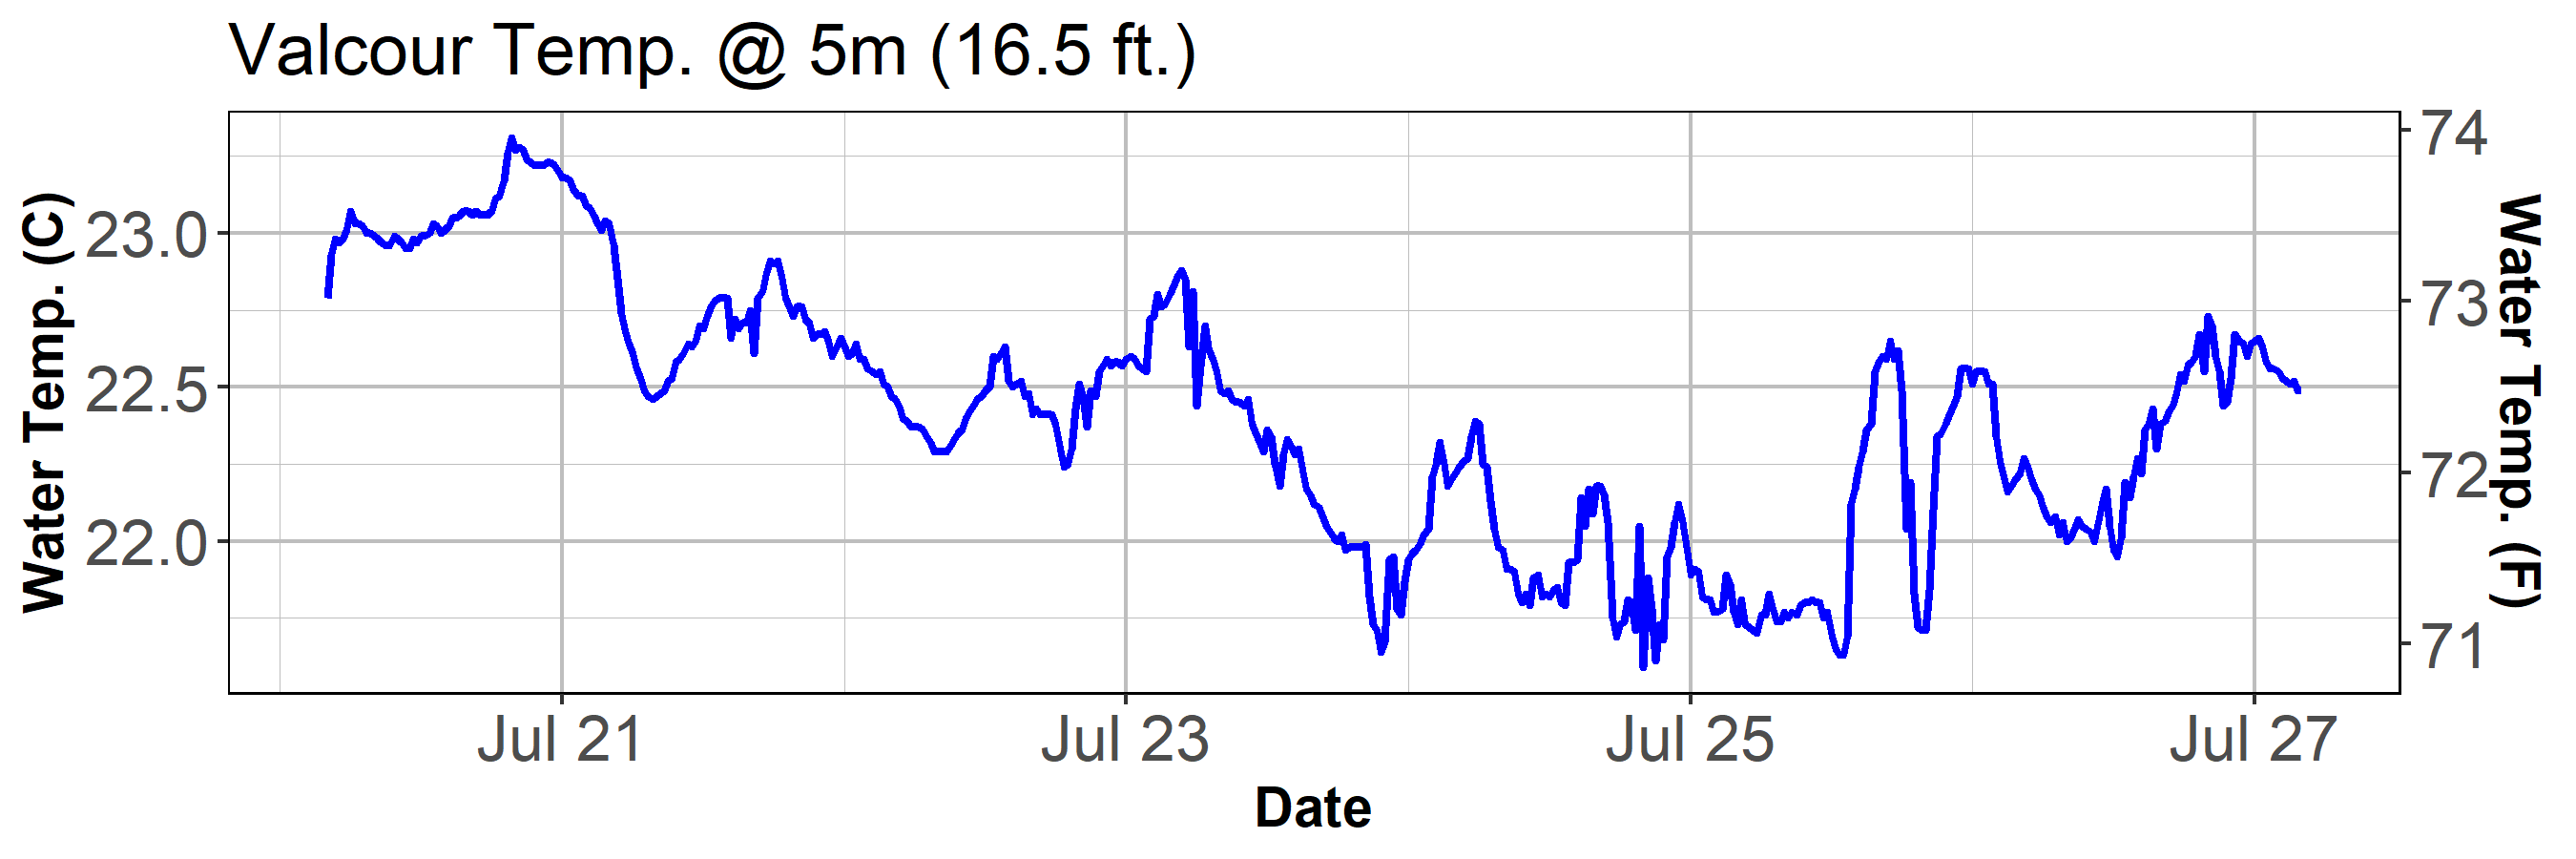 Valcour Temp. @ 5m (16.5 ft.)
Water Temp. (C)
23.0
22.5
22.0
74
73
72
71
Water Temp. (F)
Jul 21
Jul 23
Jul 25
Jul 27
Date